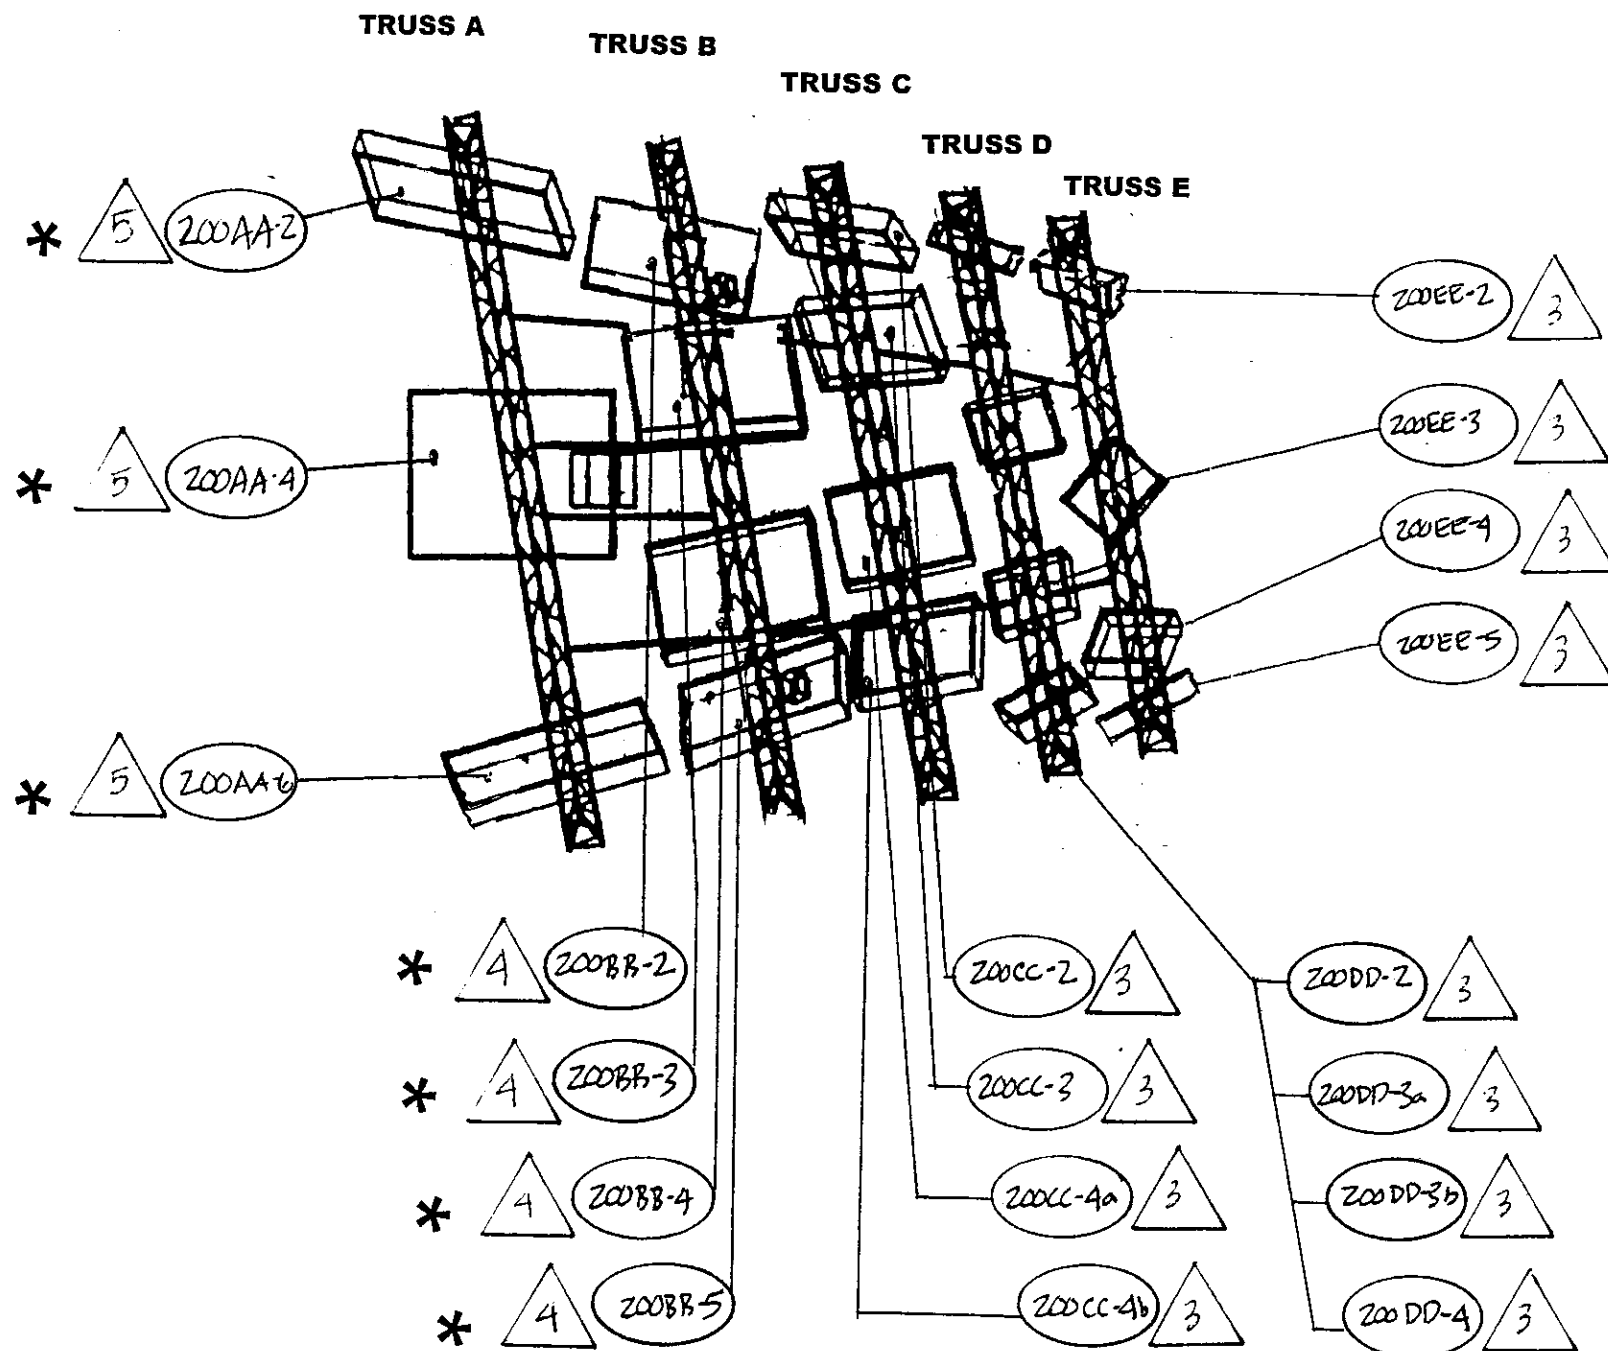 TRUSS A
TRUSS B
TRUSS C
TRUSS D
TRUSS E
* 5 200AA-2
* 5 200AA-4
* 5 200AA-6
200EE-2 3
200EE-3 3
200EE-4 3
200EE-5 3
* 4 200BB-2
* 4 200BB-3
* 4 200BB-4
* 4 200BB-5
200CC-2 3
200CC-3 3
200CC-4a 3
200CC-4b 3
200DD-2 3
200DD-3a 3
200DD-3b 3
200DD-4 3